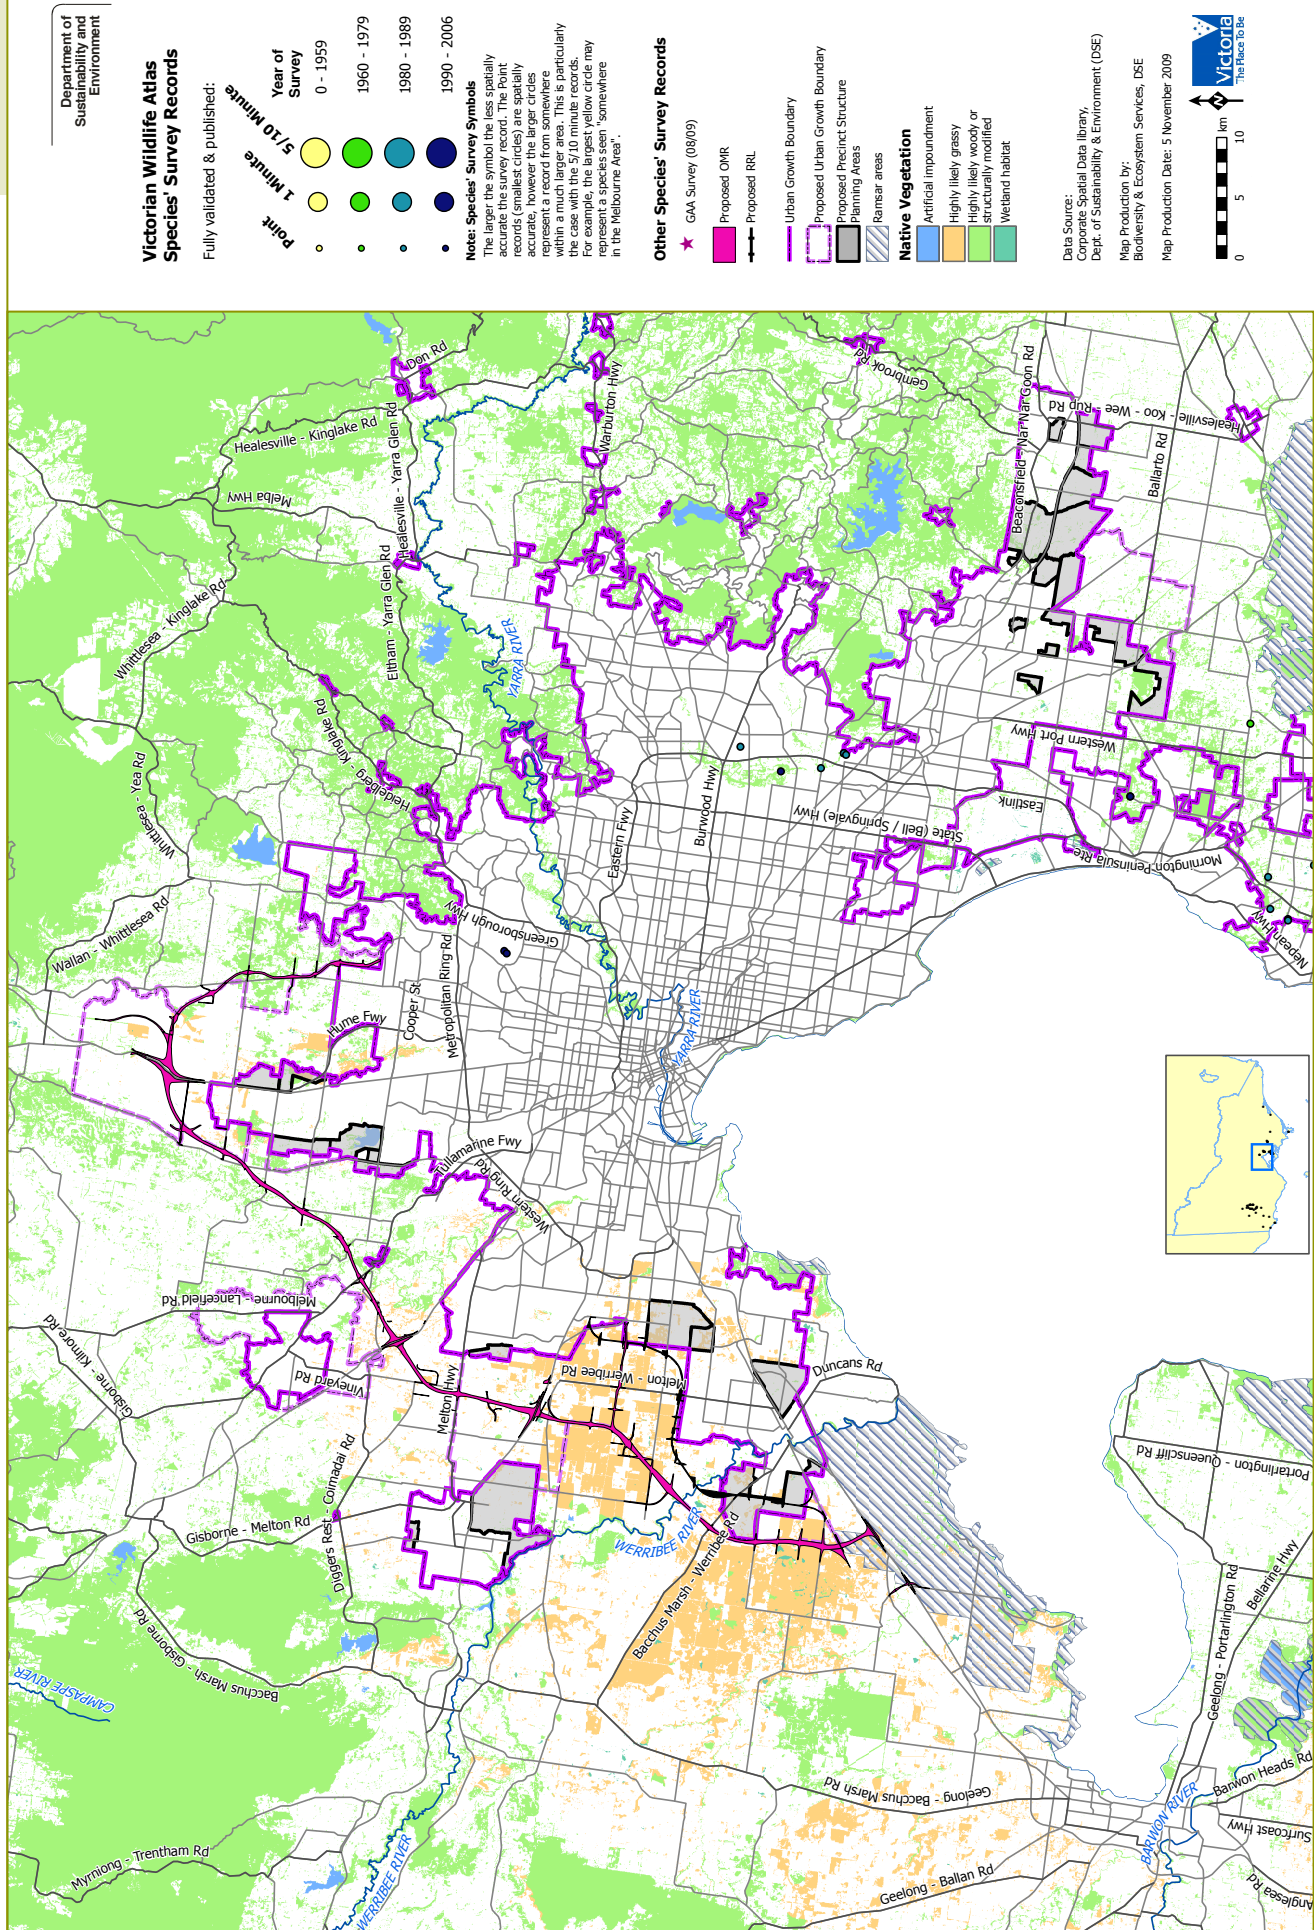 Department of
Sustainability and
Environment
Victorian Wildlife Atlas
Species' Survey Records
Fully validated & published:
Point
1 Minute
5/10 Minute
Year of
Survey
0 - 1959
1960 - 1979
1980 - 1989
1990 - 2006
Note: Species' Survey Symbols
The larger the symbol the less spatially
accurate the survey record. The Point
records (smallest circles) are spatially
accurate, however the larger circles
represent a record from somewhere
within a much larger area. This is particularly
the case with the 5/10 minute records.
For example, the largest yellow circle may
represent a species seen "somewhere
in the Melbourne Area".
Other Species' Survey Records
GAA Survey (08/09)
Proposed OMR
Proposed RRL
Urban Growth Boundary
Proposed Urban Growth Boundary
Proposed Precinct Structure
Planning Areas
Ramsar areas
Native Vegetation
Artificial impoundment
Highly likely grassy
Highly likely woody or
structurally modified
Wetland habitat
Data Source:
Corporate Spatial Data library,
Dept. of Sustainability & Environment (DSE)
Map Production by:
Biodiversity & Ecosystem Services, DSE
Map Production Date: 5 November 2009
0
5
10
km
N
Victoria
The Place To Be
Don Rd
Healesville - Kinglake Rd
Melba Hwy
Healesville - Yarra Glen Rd
Eltham - Yarra Glen Rd
Warburton Hwy
Gembrook Rd
Beaconsfield - Nar Nar Goon Rd
Healesville - Koo - Wee - Rup Rd
Ballarto Rd
Whittlesea - Kinglake Rd
YARRA RIVER
Heidelberg - Kinglake Rd
Whittlesea - Yea Rd
Wallan - Whittlesea Rd
Western Port Hwy
Eastlink
State (Bell / Springvale) Hwy
Burwood Hwy
Eastern Fwy
Mornington Peninsula Rte
Nepean Hwy
Greensborough Hwy
Metropolitan Ring Rd
Cooper St
Hume Fwy
YARRA RIVER
Tullamarine Fwy
Western Ring Rd
Melbourne - Lancefield Rd
Gisborne - Kilmore Rd
Vineyard Rd
Melton Hwy
Melton - Werribee Rd
Duncans Rd
Diggers Rest - Coimadai Rd
Gisborne - Melton Rd
WERRIBEE RIVER
Bacchus Marsh - Werribee Rd
Bacchus Marsh - Gisborne Rd
CAMPASPE RIVER
Portarlington - Queenscliff Rd
Geelong - Portarlington Rd
Bellarine Hwy
Geelong - Bacchus Marsh Rd
Barwon Heads Rd
BARWON RIVER
Surfcoast Hwy
Anglesea Rd
Geelong - Ballan Rd
Myrniong - Trentham Rd
WERRIBEE RIVER